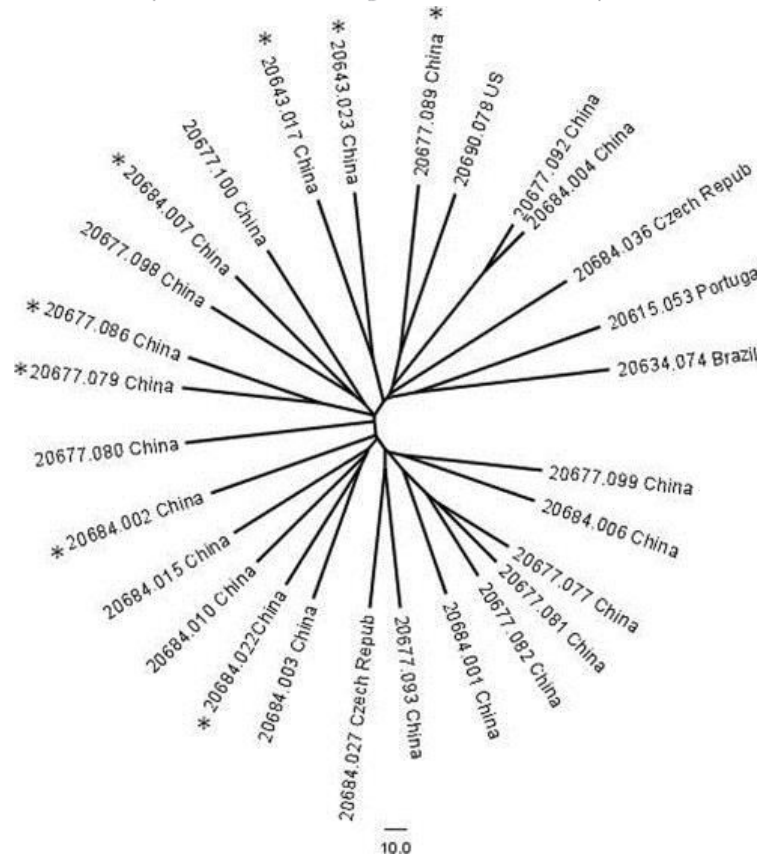 * 20643.017 China
* 20643.023 China
20677.089 China *
20690.078 US
20677.092 China
20684.004 China
20684.036 Czech Repub
20615.053 Portuga
20634.074 Brazil
20677.099 China
20684.006 China
20677.077 China
20677.081 China
20677.082 China
20684.001 China
20677.093 China
20684.027 Czech Repub
20684.003 China
* 20684.022China
20684.010 China
20684.015 China
* 20684.002 China
20677.080 China
* 20677.079 China
* 20677.086 China
20677.098 China
* 20684.007 China
20677.100 China
10.0